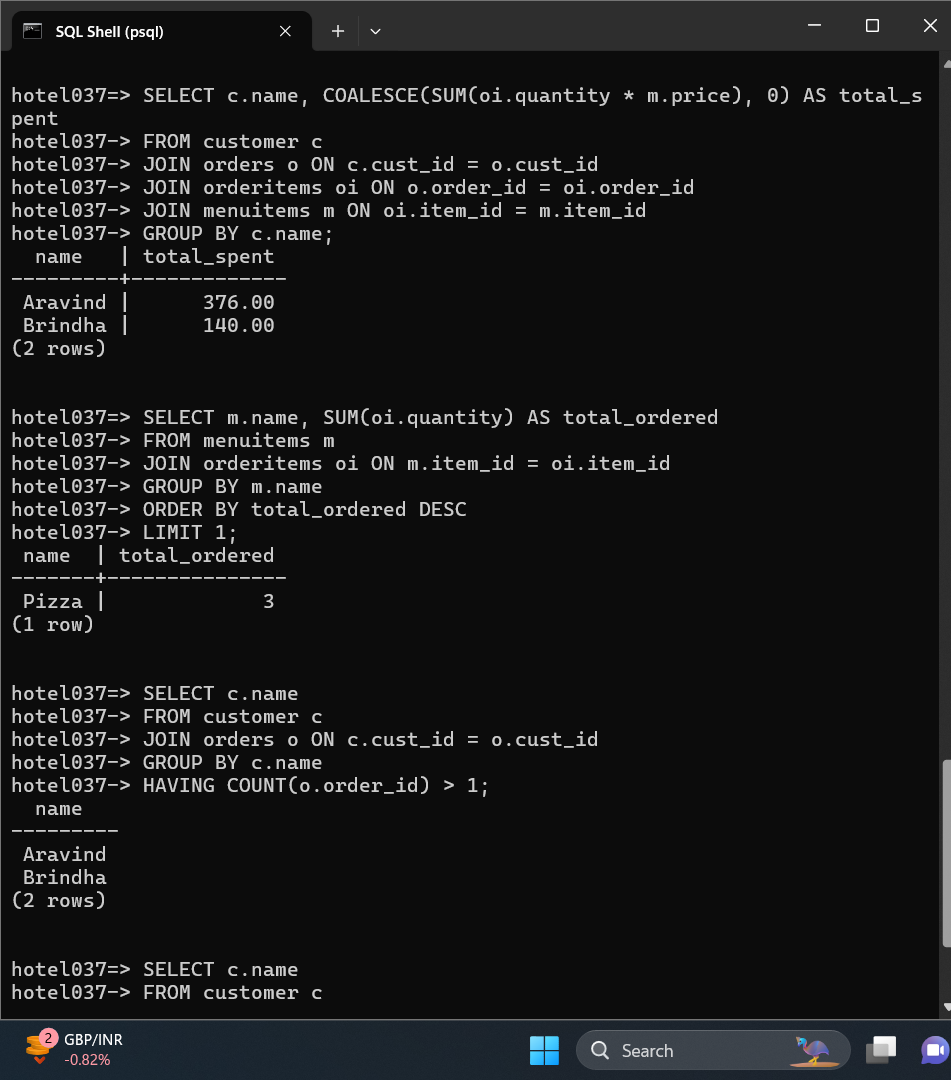 SQL Shell (psql)
hotel037=> SELECT c.name, COALESCE(SUM(oi.quantity * m.price), 0) AS total_s
pent
hotel037-> FROM customer c
hotel037-> JOIN orders o ON c.cust_id = o.cust_id
hotel037-> JOIN orderitems oi ON o.order_id = oi.order_id
hotel037-> JOIN menuitems m ON oi.item_id = m.item_id
hotel037-> GROUP BY c.name;
  name   | total_spent
---------+-------------
 Aravind |      376.00
 Brindha |      140.00
(2 rows)
hotel037=> SELECT m.name, SUM(oi.quantity) AS total_ordered
hotel037-> FROM menuitems m
hotel037-> JOIN orderitems oi ON m.item_id = oi.item_id
hotel037-> GROUP BY m.name
hotel037-> ORDER BY total_ordered DESC
hotel037-> LIMIT 1;
 name  | total_ordered
-------+---------------
 Pizza |             3
(1 row)
hotel037=> SELECT c.name
hotel037-> FROM customer c
hotel037-> JOIN orders o ON c.cust_id = o.cust_id
hotel037-> GROUP BY c.name
hotel037-> HAVING COUNT(o.order_id) > 1;
  name
---------
 Aravind
 Brindha
(2 rows)
hotel037=> SELECT c.name
hotel037-> FROM customer c
2
GBP/INR
-0.82%
Search